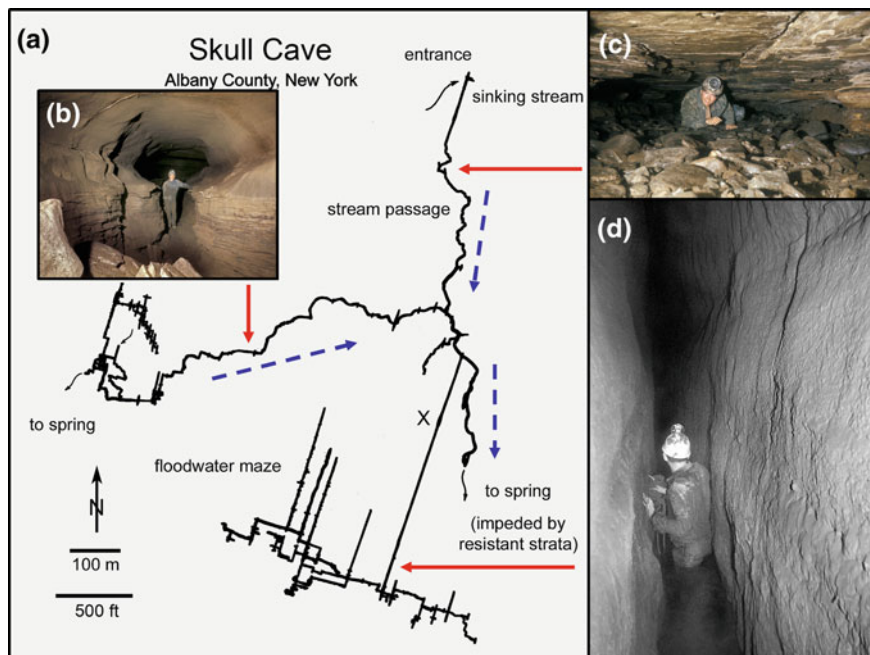 (a)
Skull Cave
Albany County, New York
entrance
sinking stream
(b)
stream passage
to spring
X
floodwater maze
N
to spring
(impeded by
resistant strata)
100 m
500 ft
(c)
(d)